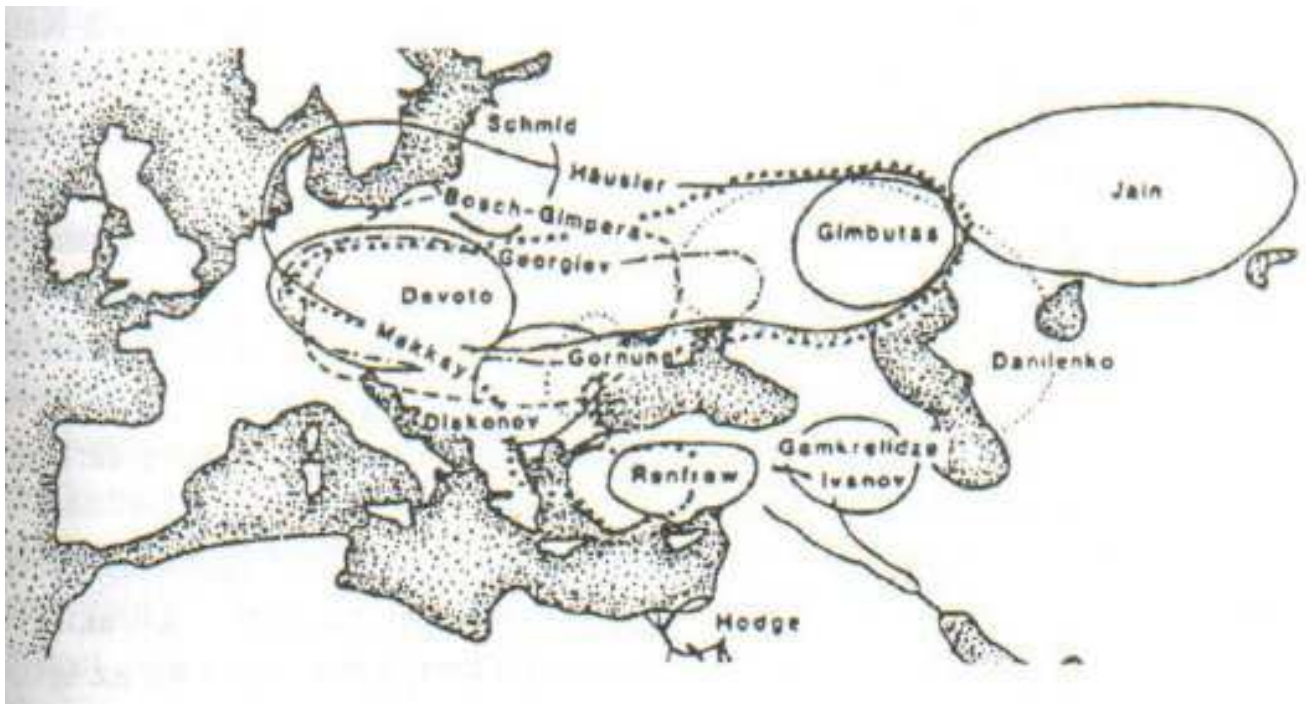 Schmid
Häusler
Jain
Bosch-Gimpera
Gimbutas
Georgiev
Devoto
Makkay
Gornung
Danilenko
Diakonov
Gamkrelidze
Ivanov
Renfrew
Hodge